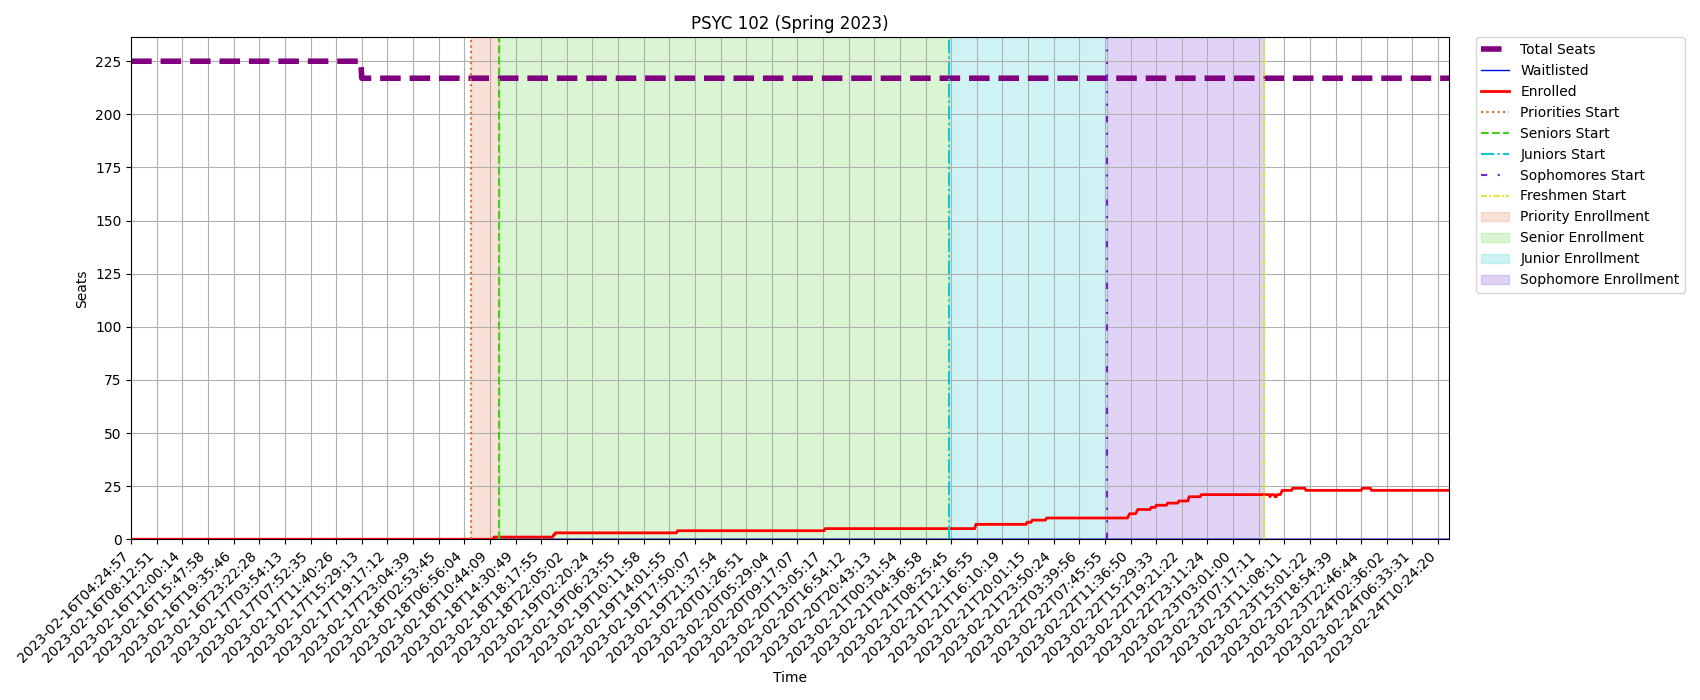 PSYC 102 (Spring 2023)
Seats
225
200
175
150
125
100
75
50
25
0
2023-02-16T04:24:57
2023-02-16T08:12:51
2023-02-16T12:00:14
2023-02-16T15:47:58
2023-02-16T19:35:46
2023-02-16T23:22:28
2023-02-17T03:54:13
2023-02-17T07:52:35
2023-02-17T11:40:26
2023-02-17T15:29:13
2023-02-17T19:17:12
2023-02-17T23:04:39
2023-02-18T02:53:45
2023-02-18T06:56:04
2023-02-18T10:44:09
2023-02-18T14:30:49
2023-02-18T18:17:55
2023-02-18T22:05:02
2023-02-19T02:20:24
2023-02-19T06:23:55
2023-02-19T10:11:58
2023-02-19T14:01:55
2023-02-19T17:50:07
2023-02-19T21:37:54
2023-02-20T01:26:51
2023-02-20T05:29:04
2023-02-20T09:17:07
2023-02-20T13:05:17
2023-02-20T16:54:12
2023-02-20T20:43:13
2023-02-21T00:31:54
2023-02-21T04:36:58
2023-02-21T08:25:45
2023-02-21T12:16:55
2023-02-21T16:10:19
2023-02-21T20:01:15
2023-02-21T23:50:24
2023-02-22T03:39:56
2023-02-22T07:45:55
2023-02-22T11:36:50
2023-02-22T15:29:33
2023-02-22T19:21:22
2023-02-22T23:11:24
2023-02-23T03:01:00
2023-02-23T07:17:11
2023-02-23T11:08:11
2023-02-23T15:01:22
2023-02-23T18:54:39
2023-02-23T22:46:44
2023-02-24T02:36:02
2023-02-24T06:33:31
2023-02-24T10:24:20
Time
Total Seats
Waitlisted
Enrolled
Priorities Start
Seniors Start
Juniors Start
Sophomores Start
Freshmen Start
Priority Enrollment
Senior Enrollment
Junior Enrollment
Sophomore Enrollment